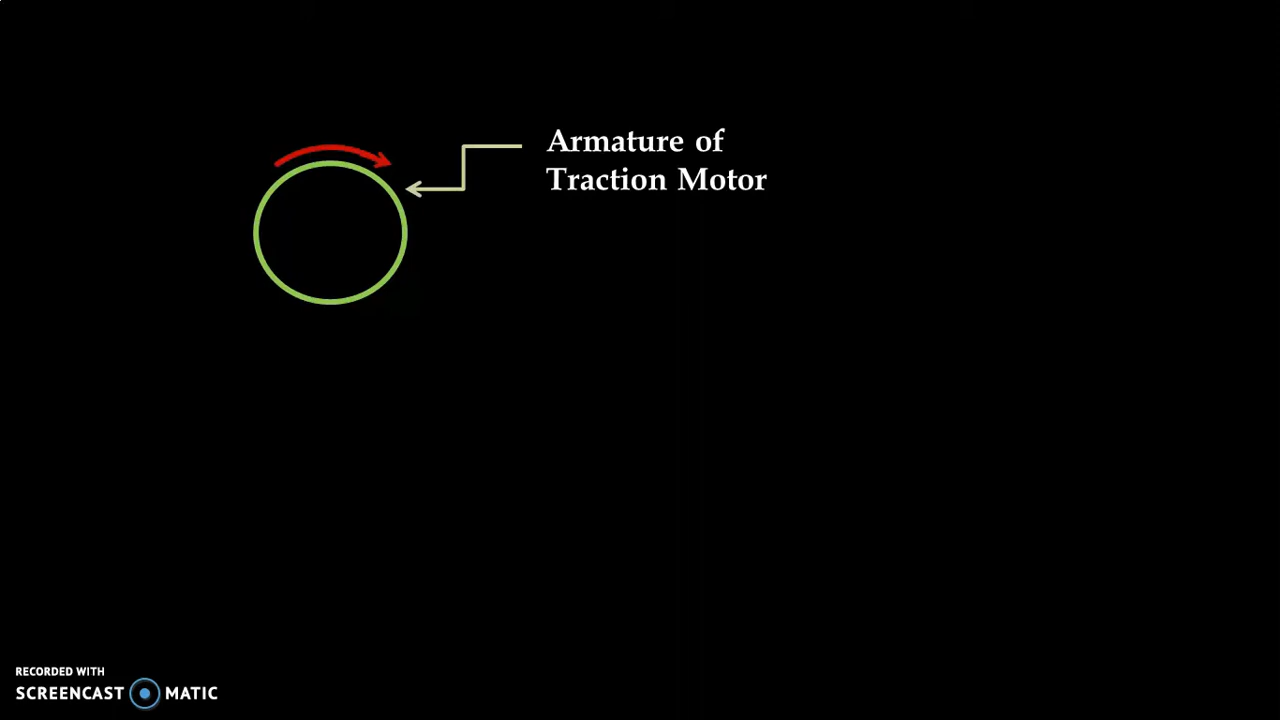 Armature of
Traction Motor
RECORDED WITH
SCREENCAST MATIC